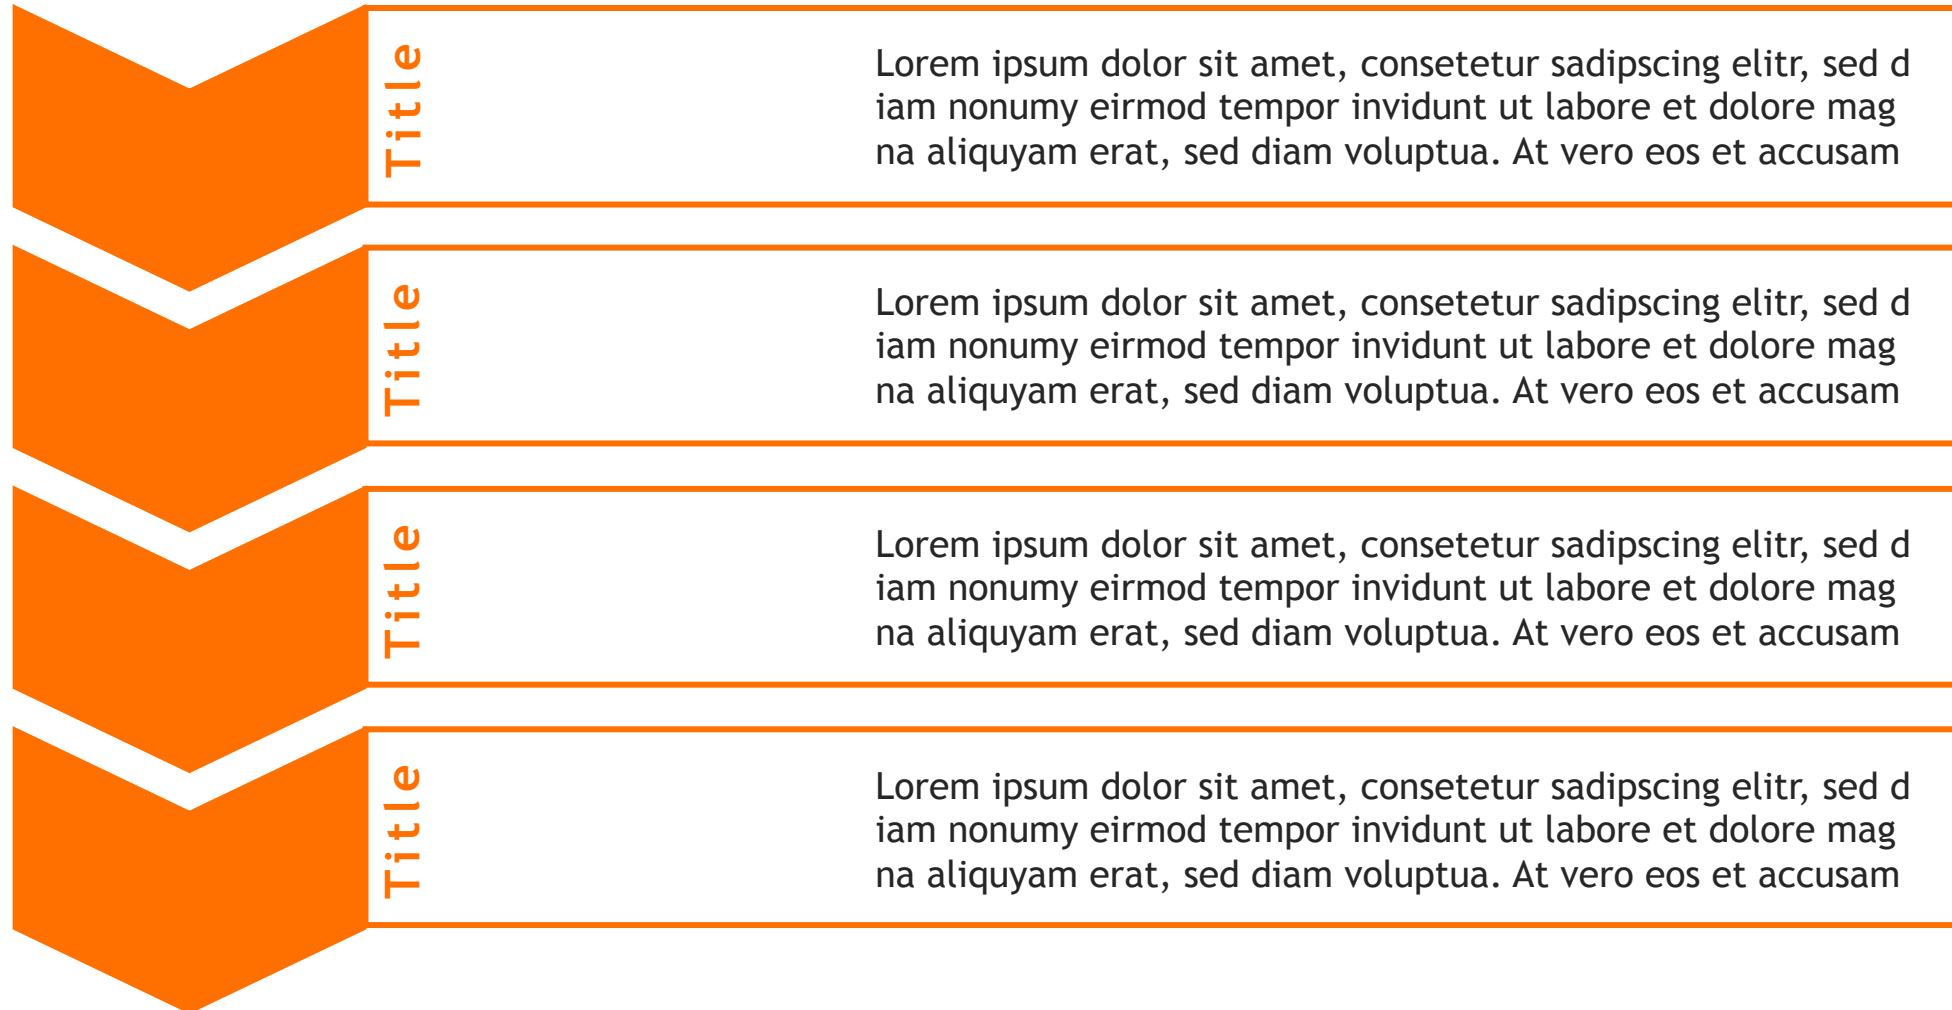 Title
Lorem ipsum dolor sit amet, consetetur sadipscing elitr, sed d
iam nonumy eirmod tempor invidunt ut labore et dolore mag
na aliquyam erat, sed diam voluptua. At vero eos et accusam
Title
Lorem ipsum dolor sit amet, consetetur sadipscing elitr, sed d
iam nonumy eirmod tempor invidunt ut labore et dolore mag
na aliquyam erat, sed diam voluptua. At vero eos et accusam
Title
Lorem ipsum dolor sit amet, consetetur sadipscing elitr, sed d
iam nonumy eirmod tempor invidunt ut labore et dolore mag
na aliquyam erat, sed diam voluptua. At vero eos et accusam
Title
Lorem ipsum dolor sit amet, consetetur sadipscing elitr, sed d
iam nonumy eirmod tempor invidunt ut labore et dolore mag
na aliquyam erat, sed diam voluptua. At vero eos et accusam